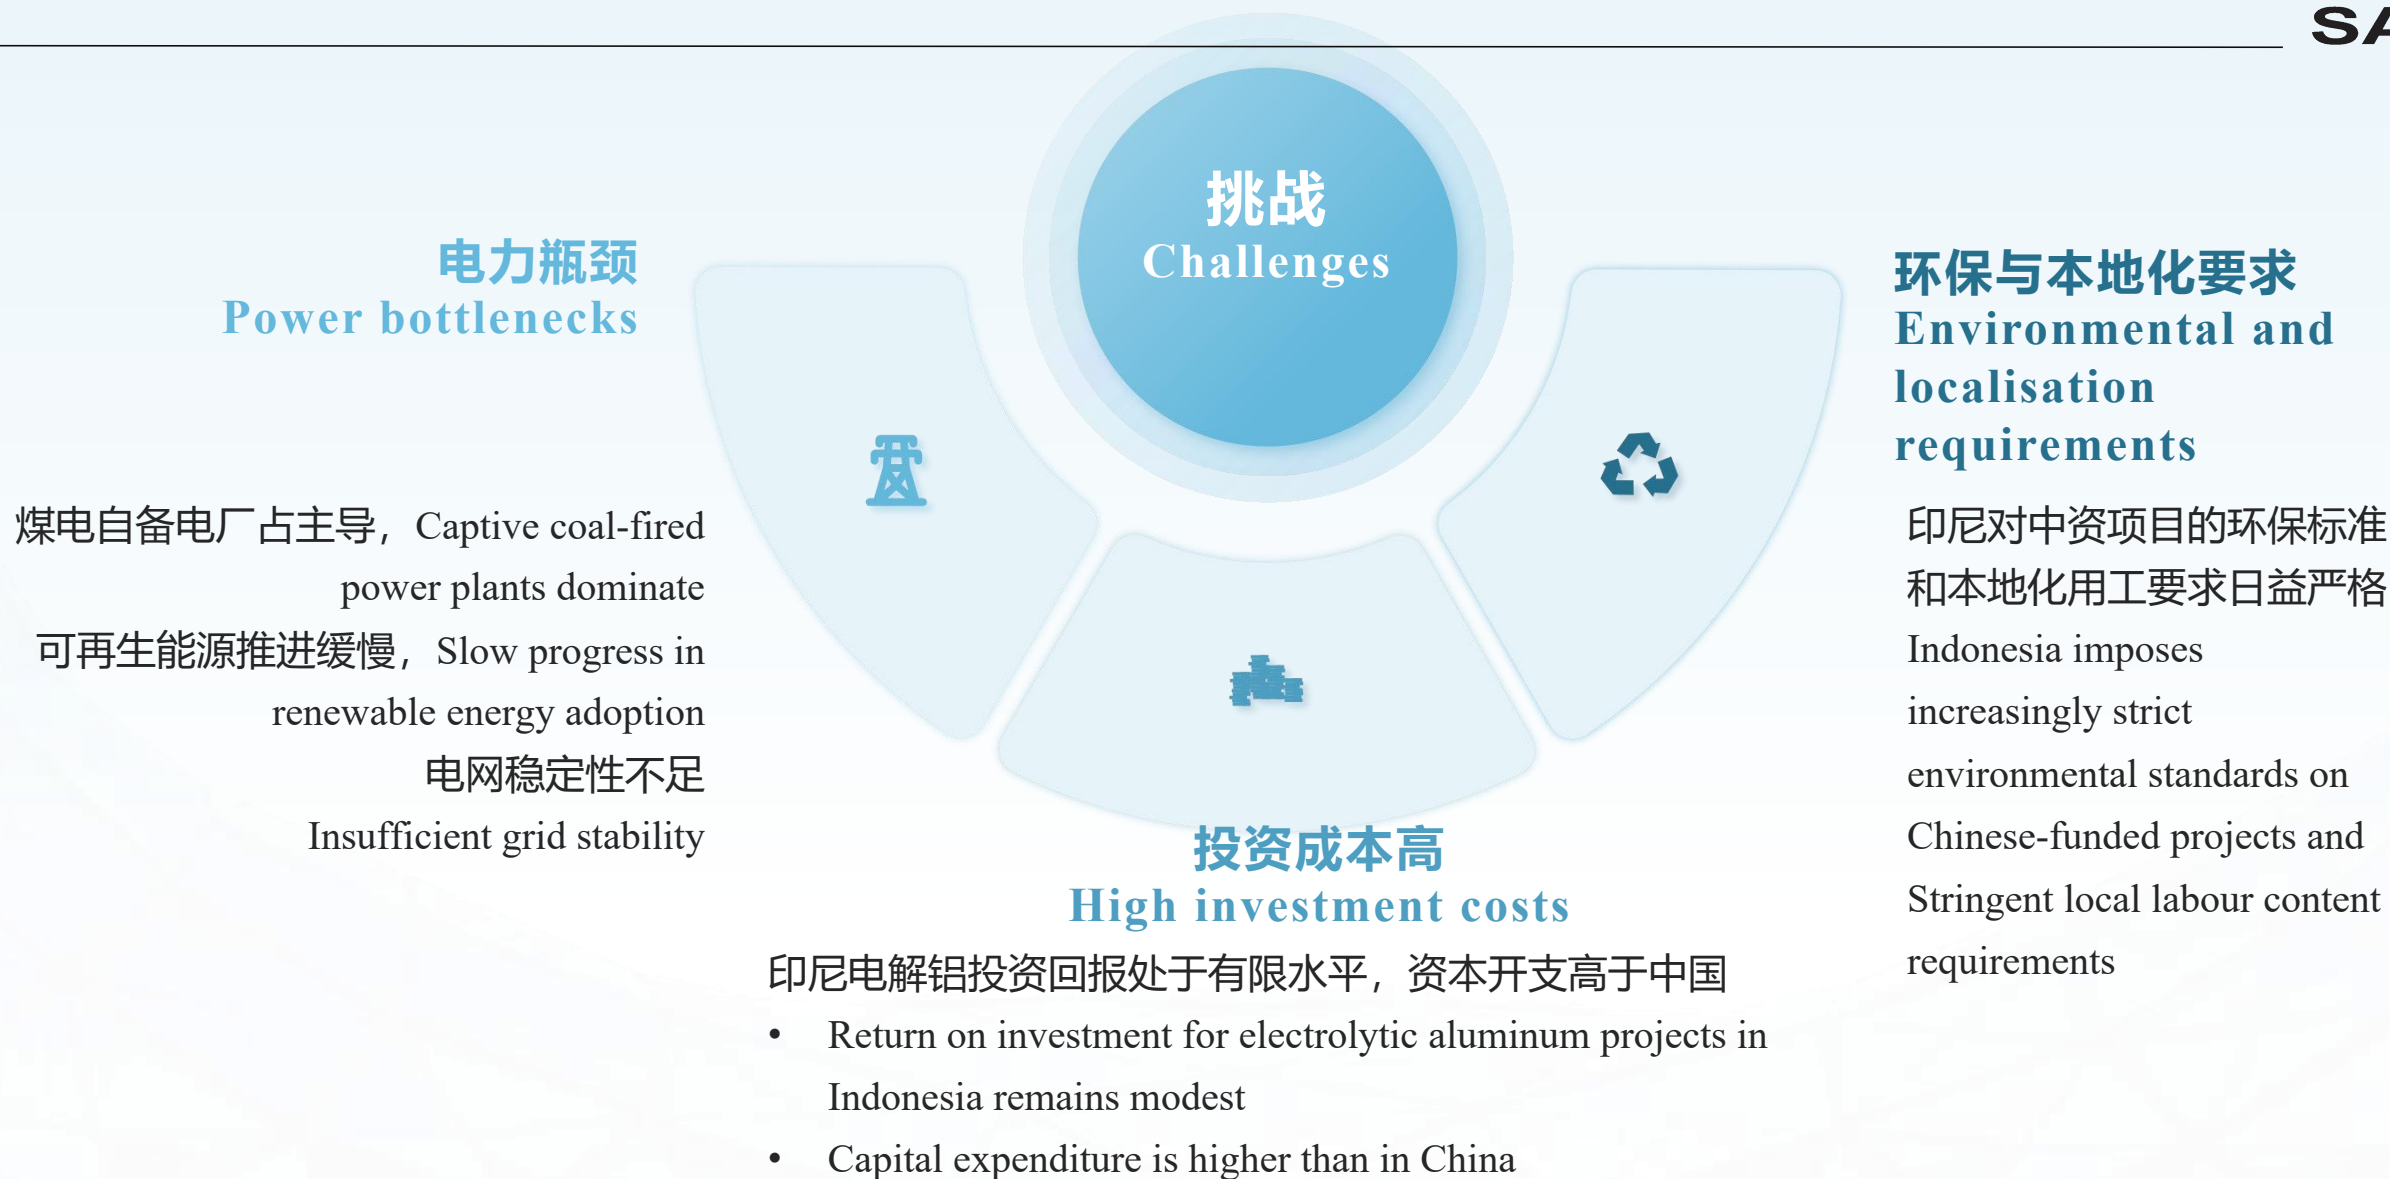 SA
挑战
Challenges
电力瓶颈
Power bottlenecks
煤电自备电厂占主导，Captive coal-fired
power plants dominate
可再生能源推进缓慢，Slow progress in
renewable energy adoption
电网稳定性不足
Insufficient grid stability
投资成本高
High investment costs
印尼电解铝投资回报处于有限水平，资本开支高于中国
• Return on investment for electrolytic aluminum projects in
Indonesia remains modest
• Capital expenditure is higher than in China
环保与本地化要求
Environmental and
localisation
requirements
印尼对中资项目的环保标准
和本地化用工要求日益严格
Indonesia imposes
increasingly strict
environmental standards on
Chinese-funded projects and
Stringent local labour content
requirements